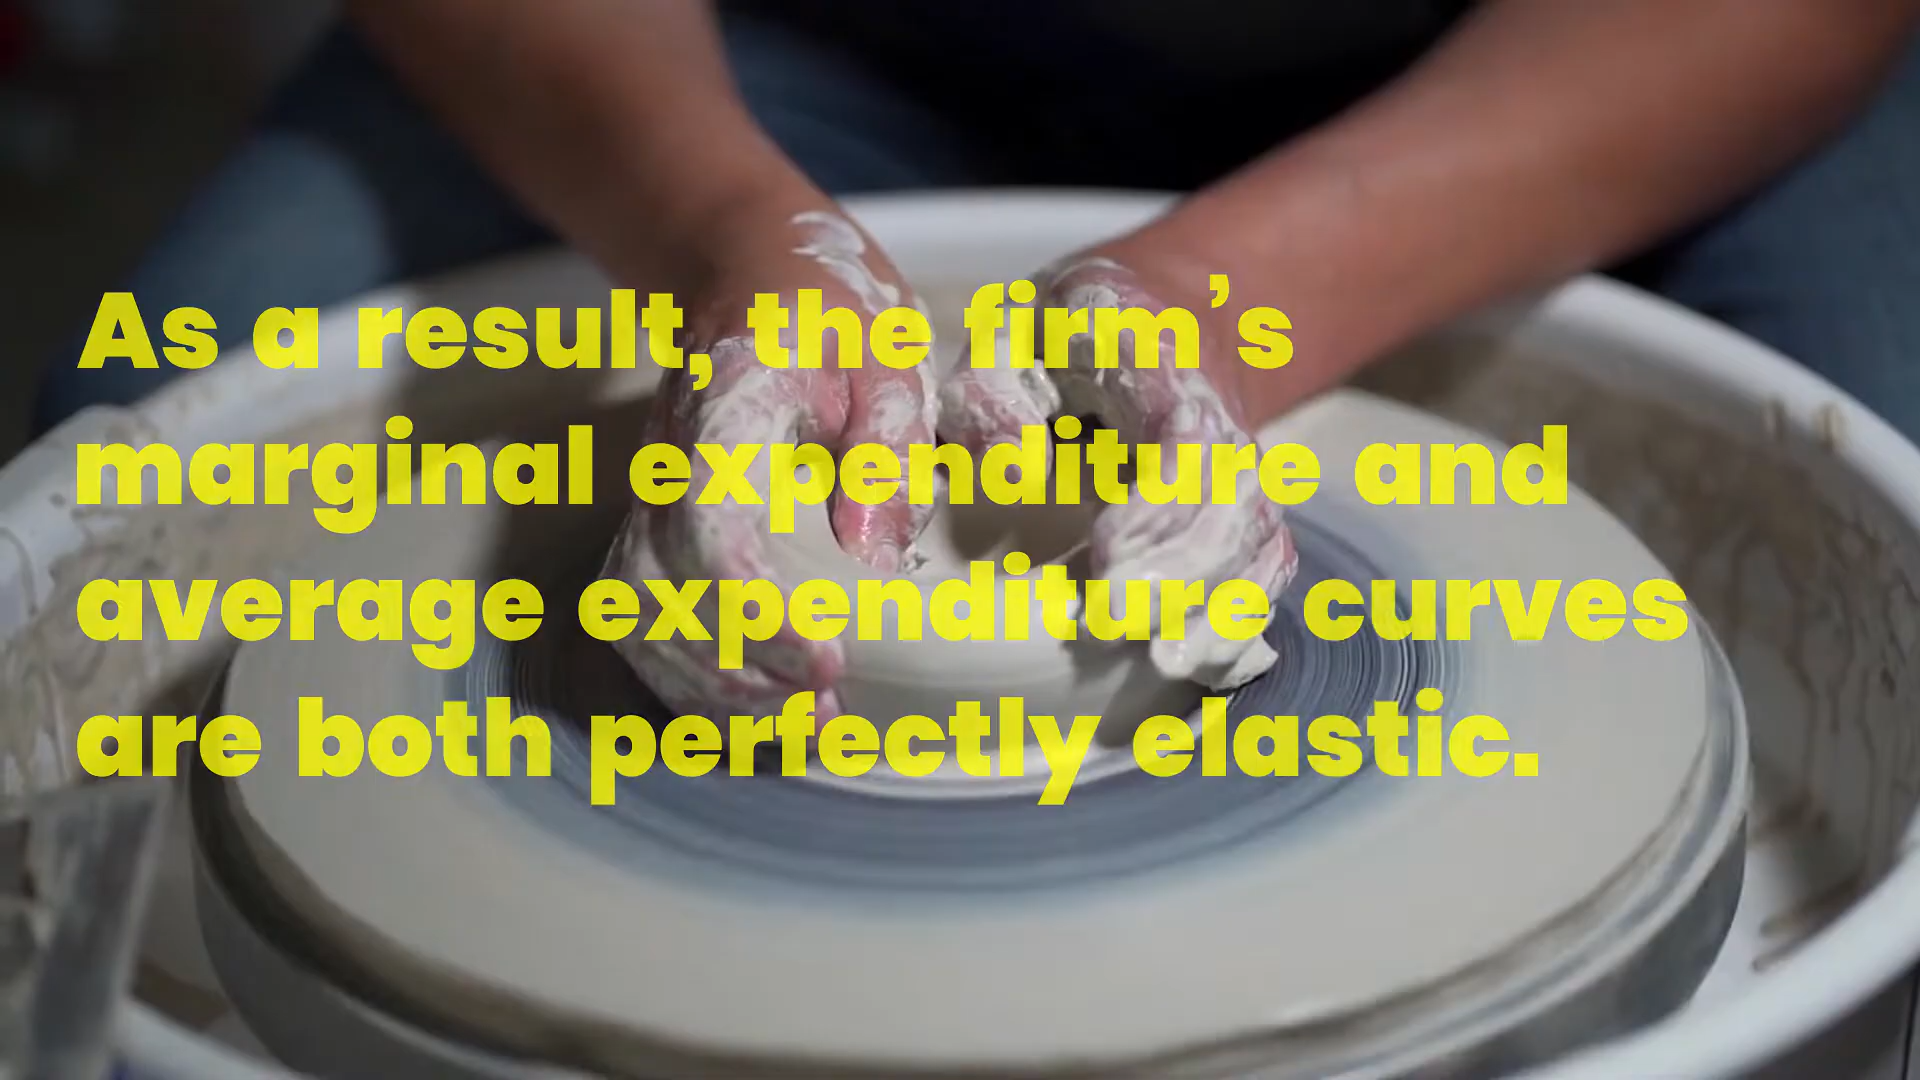 As a result, the firm’s
marginal expenditure and
average expenditure curves
are both perfectly elastic.